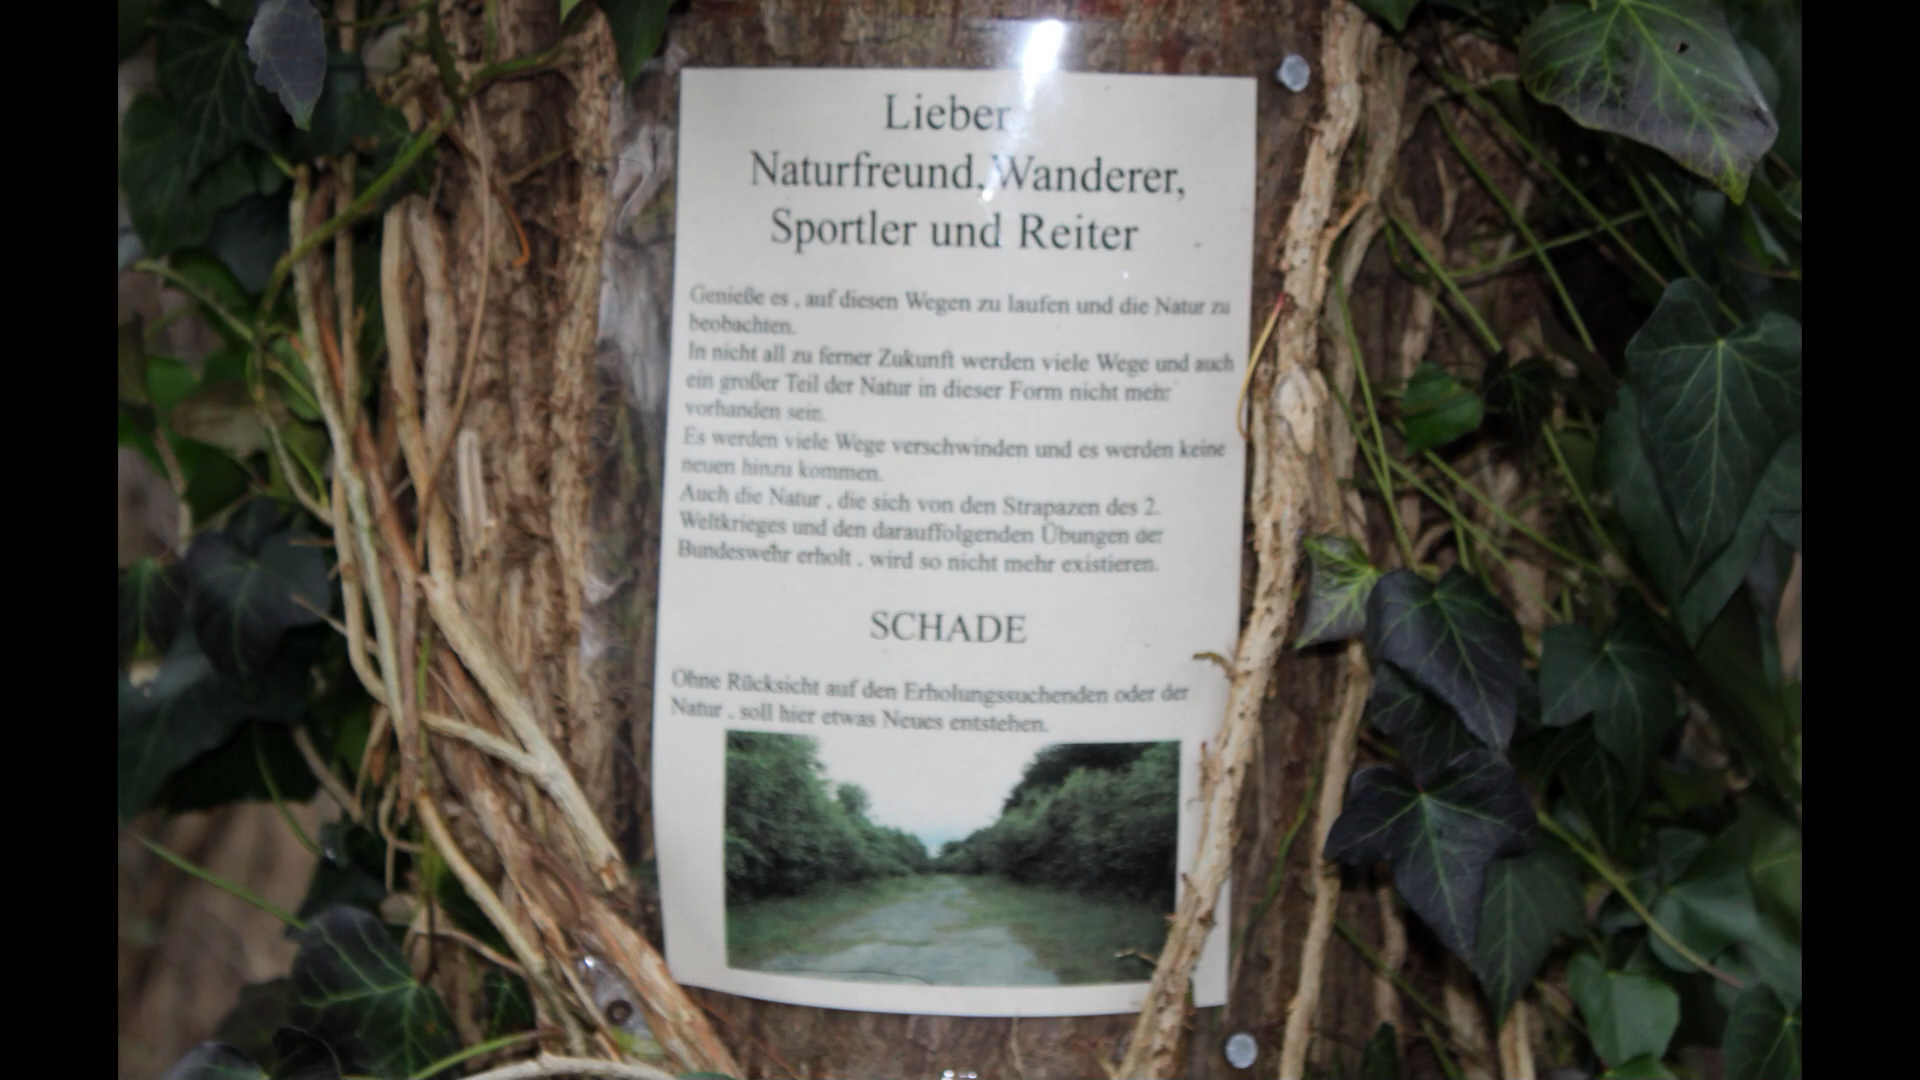 Lieber
Naturfreund, Wanderer,
Sportler und Reiter
Genieße es , auf diesen Wegen zu laufen und die Natur zu
beobachten.
In nicht all zu ferner Zukunft werden viele Wege und auch
ein großer Teil der Natur in dieser Form nicht mehr
vorhanden sein.
Es werden viele Wege verschwinden und es werden keine
neuen hinzu kommen.
Auch die Natur , die sich von den Strapazen des 2.
Weltkrieges und den darauffolgenden Übungen der
Bundeswehr erholt , wird so nicht mehr existieren.
SCHADE
Ohne Rücksicht auf den Erholungssuchenden oder der
Natur , soll hier etwas Neues entstehen.